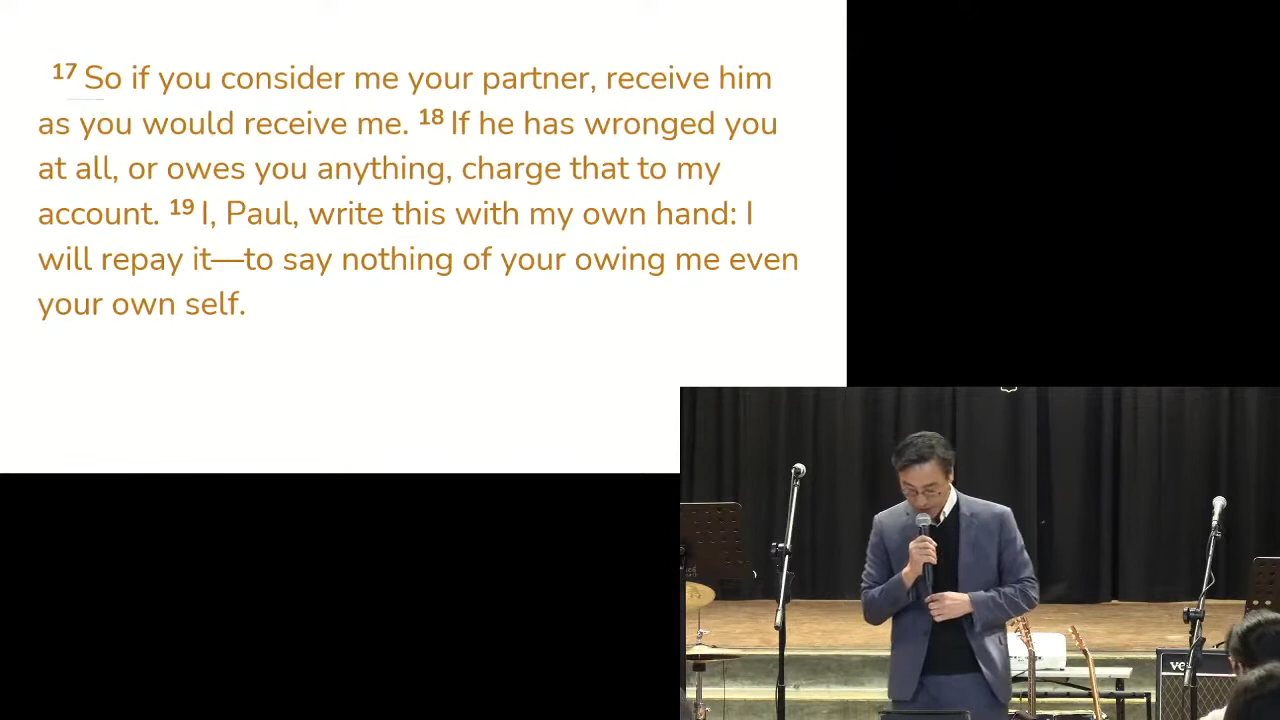 17 So if you consider me your partner, receive him
as you would receive me. 18 If he has wronged you
at all, or owes you anything, charge that to my
account. 19 I, Paul, write this with my own hand: I
will repay it—to say nothing of your owing me even
your own self.